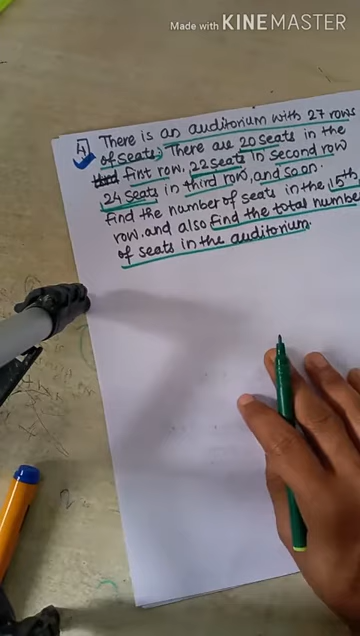 Made with KINEMASTER
4) There is an auditorium with 27 rows
of seats, There are 20 seats in the
first row, 22 seats in second row
24 seats in third row, and so on.
Find the number of seats in the 15th
row. and also find the total number
of seats in the auditorium.